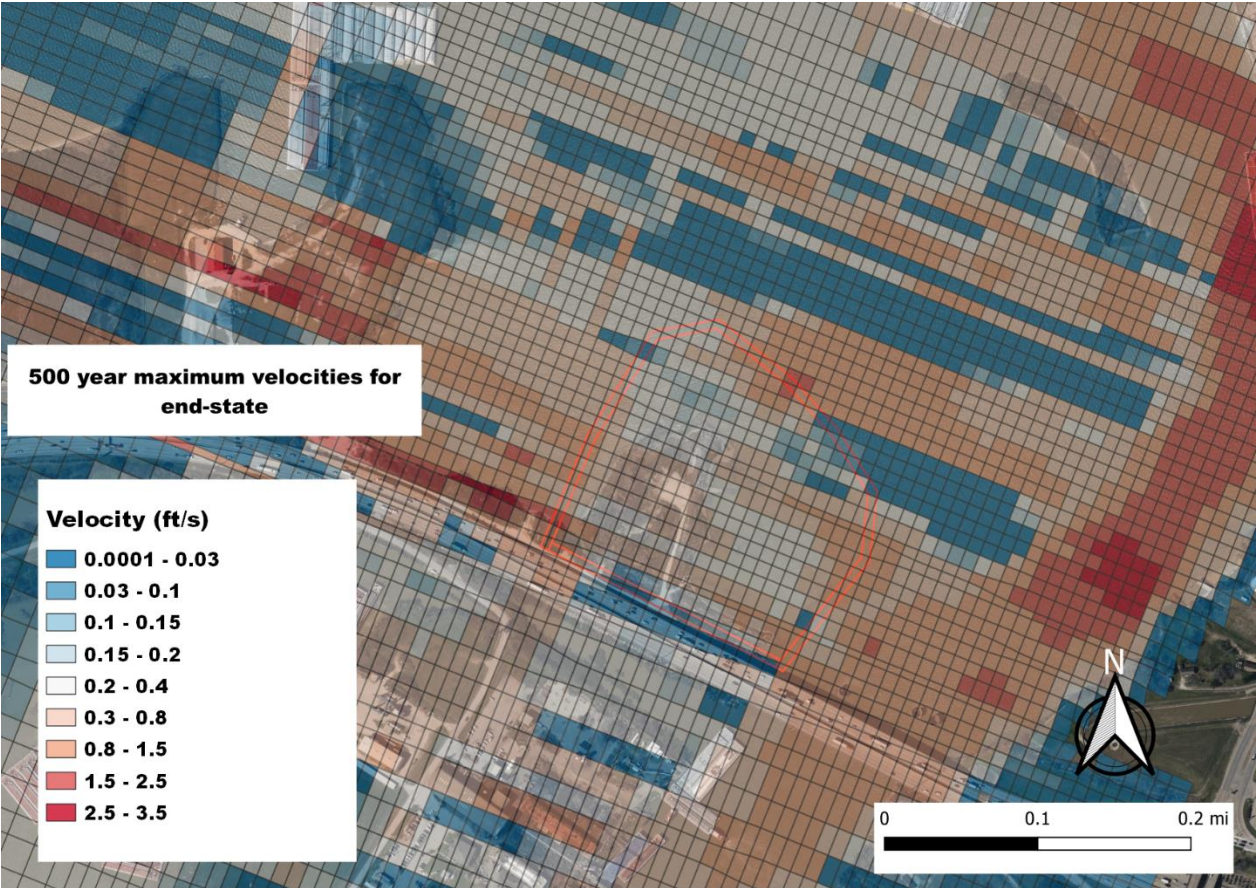 500 year maximum velocities for
end-state
Velocity (ft/s)
0.0001 - 0.03
0.03 - 0.1
0.1 - 0.15
0.15 - 0.2
0.2 - 0.4
0.3 - 0.8
0.8 - 1.5
1.5 - 2.5
2.5 - 3.5
N
0 0.1 0.2 mi